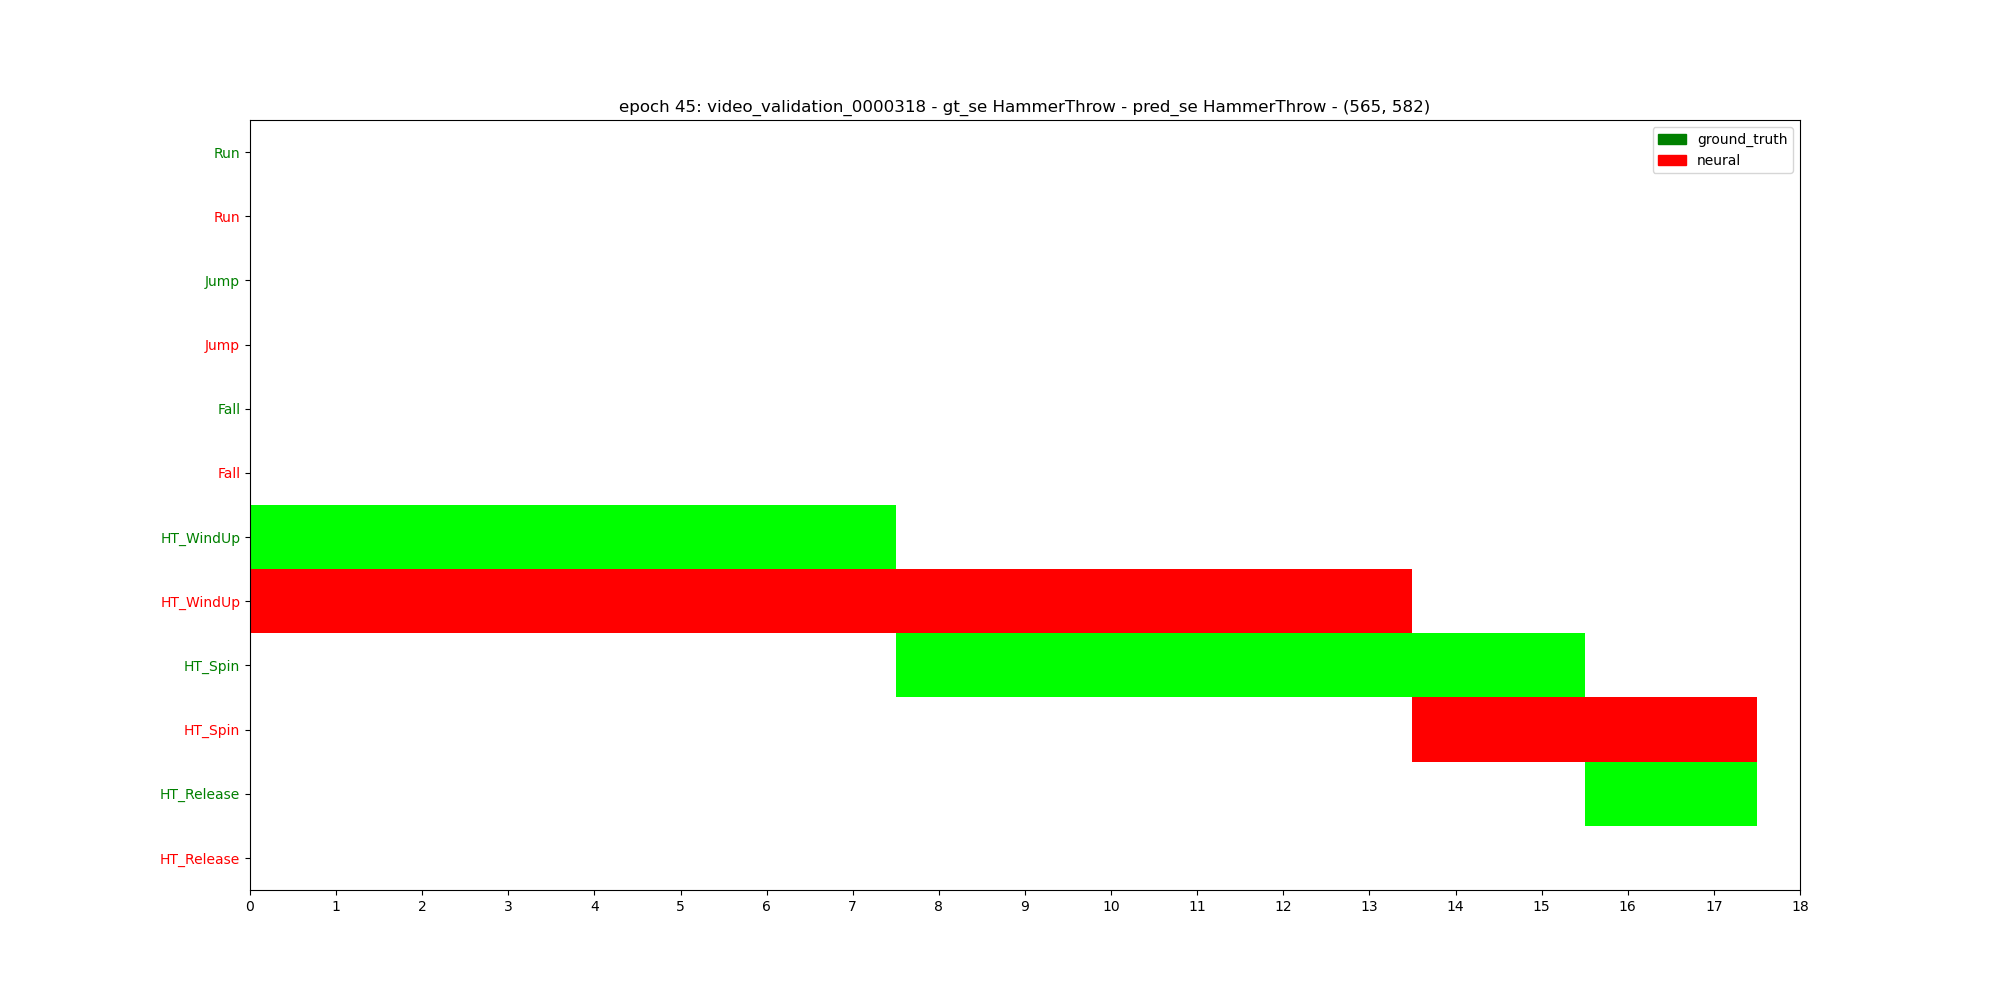 epoch 45: video_validation_0000318 - gt_se HammerThrow - pred_se HammerThrow - (565, 582)
ground_truth
neural
Run
Run
Jump
Jump
Fall
Fall
HT_WindUp
HT_WindUp
HT_Spin
HT_Spin
HT_Release
HT_Release
0 1 2 3 4 5 6 7 8 9 10 11 12 13 14 15 16 17 18